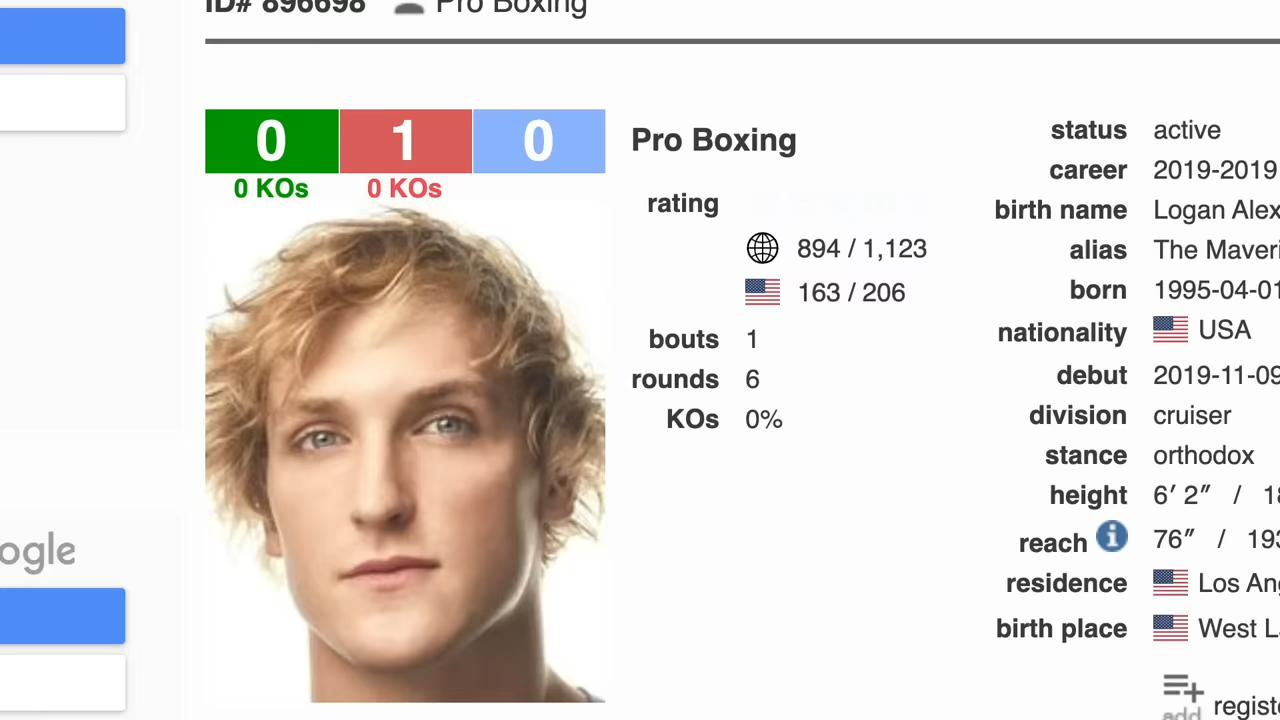 ID# 896698 Pro Boxing
0 1 0
0 KOs 0 KOs
Pro Boxing
rating
894 / 1,123
163 / 206
bouts 1
rounds 6
KOs 0%
status active
career 2019-2019
birth name Logan Alex
alias The Maveri
born 1995-04-01
nationality USA
debut 2019-11-09
division cruiser
stance orthodox
height 6′ 2″ / 18
reach 76″ / 193
residence Los Ang
birth place West L
add registe
ogle